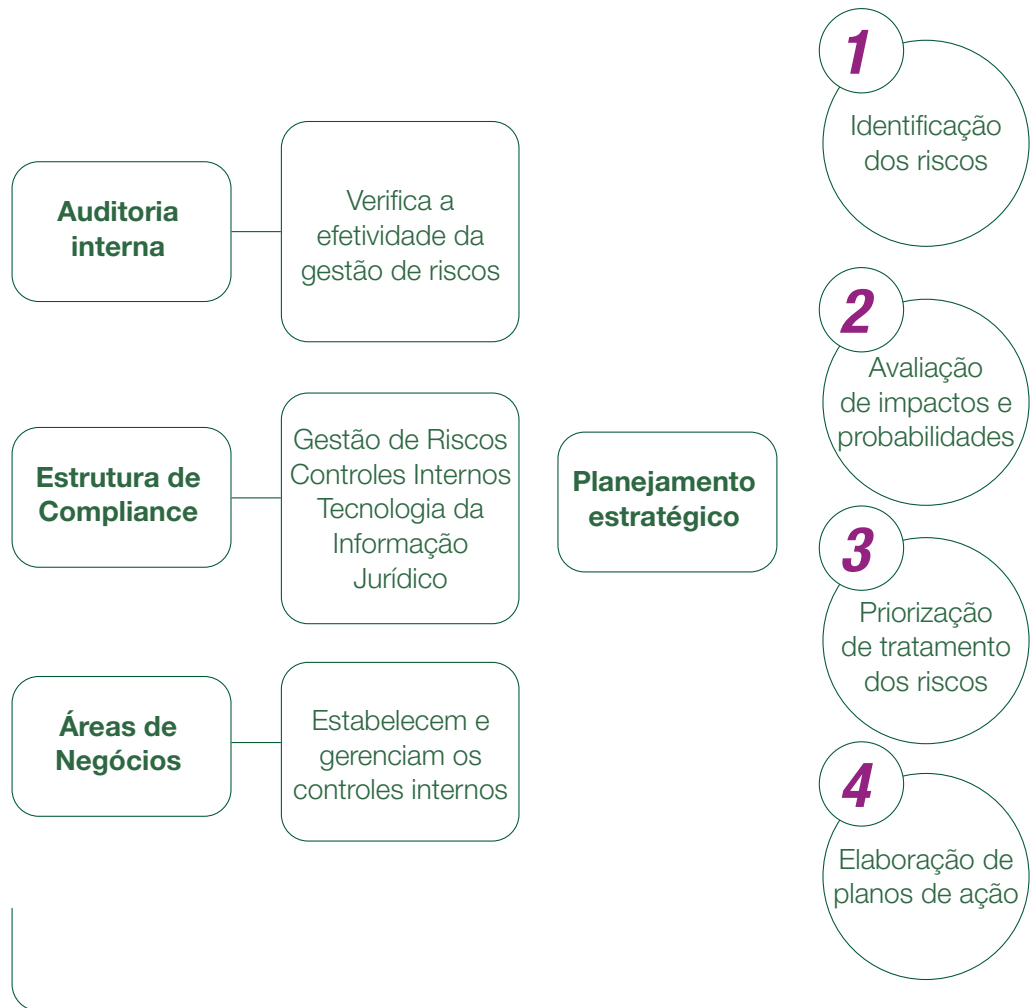 Auditoria
interna
Verifica a
efetividade da
gestão de riscos
Estrutura de
Compliance
Gestão de Riscos
Controles Internos
Tecnologia da
Informação
Jurídico
Áreas de
Negócios
Estabelecem e
gerenciam os
controles internos
Planejamento
estratégico
1
Identificação
dos riscos
2
Avaliação
de impactos e
probabilidades
3
Priorização
de tratamento
dos riscos
4
Elaboração de
planos de ação